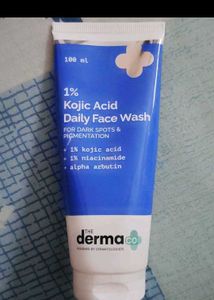 100 ml
1%
Kojic Acid
Daily Face Wash
FOR DARK SPOTS &
PIGMENTATION
• 1% kojic acid
• 1% niacinamide
• alpha arbutin
THE
derma co